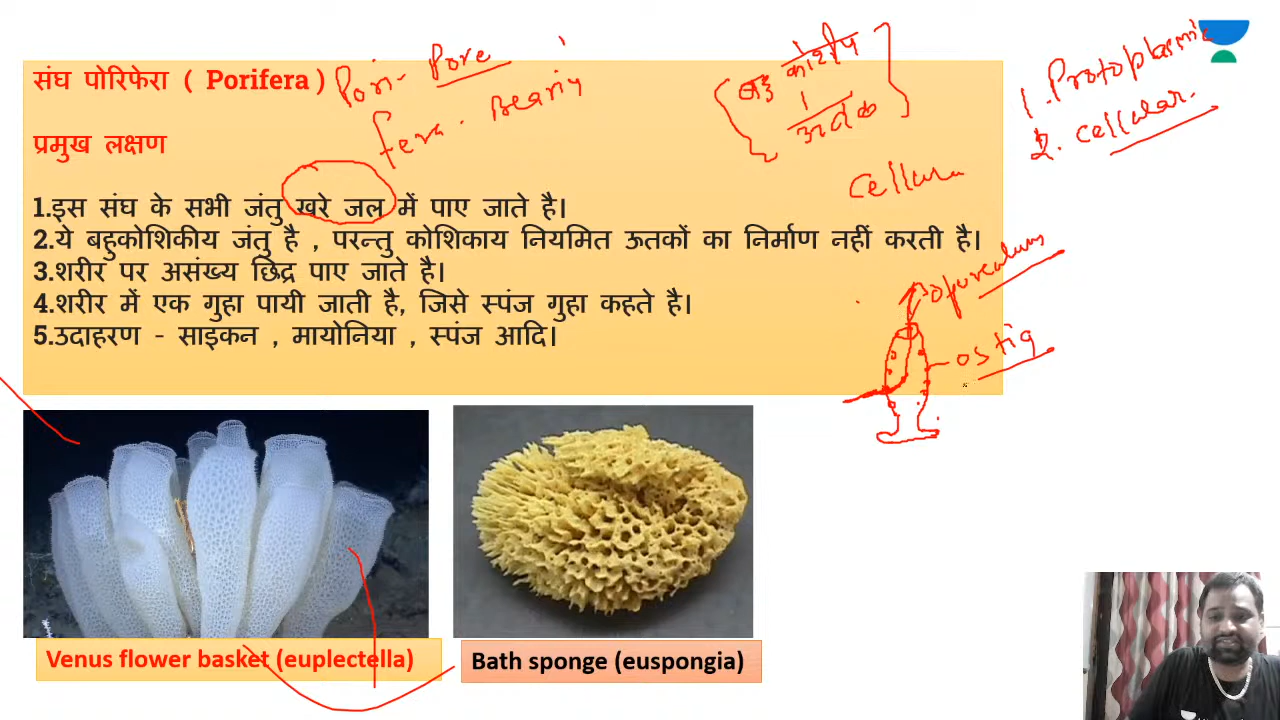 संघ पोरिफेरा ( Porifera )
Pori- Pore
fera - Bearing
प्रमुख लक्षण
1.इस संघ के सभी जंतु खरे जल में पाए जाते है।
2.ये बहुकोशिकीय जंतु है , परन्तु कोशिकाय नियमित ऊतकों का निर्माण नहीं करती है।
3.शरीर पर असंख्य छिद्र पाए जाते है।
4.शरीर में एक गुहा पायी जाती है, जिसे स्पंज गुहा कहते है।
5.उदाहरण - साइकन , मायोनिया , स्पंज आदि।
1. Protoplasmic
2. cellular.
ostia
Venus flower basket (euplectella)
Bath sponge (euspongia)